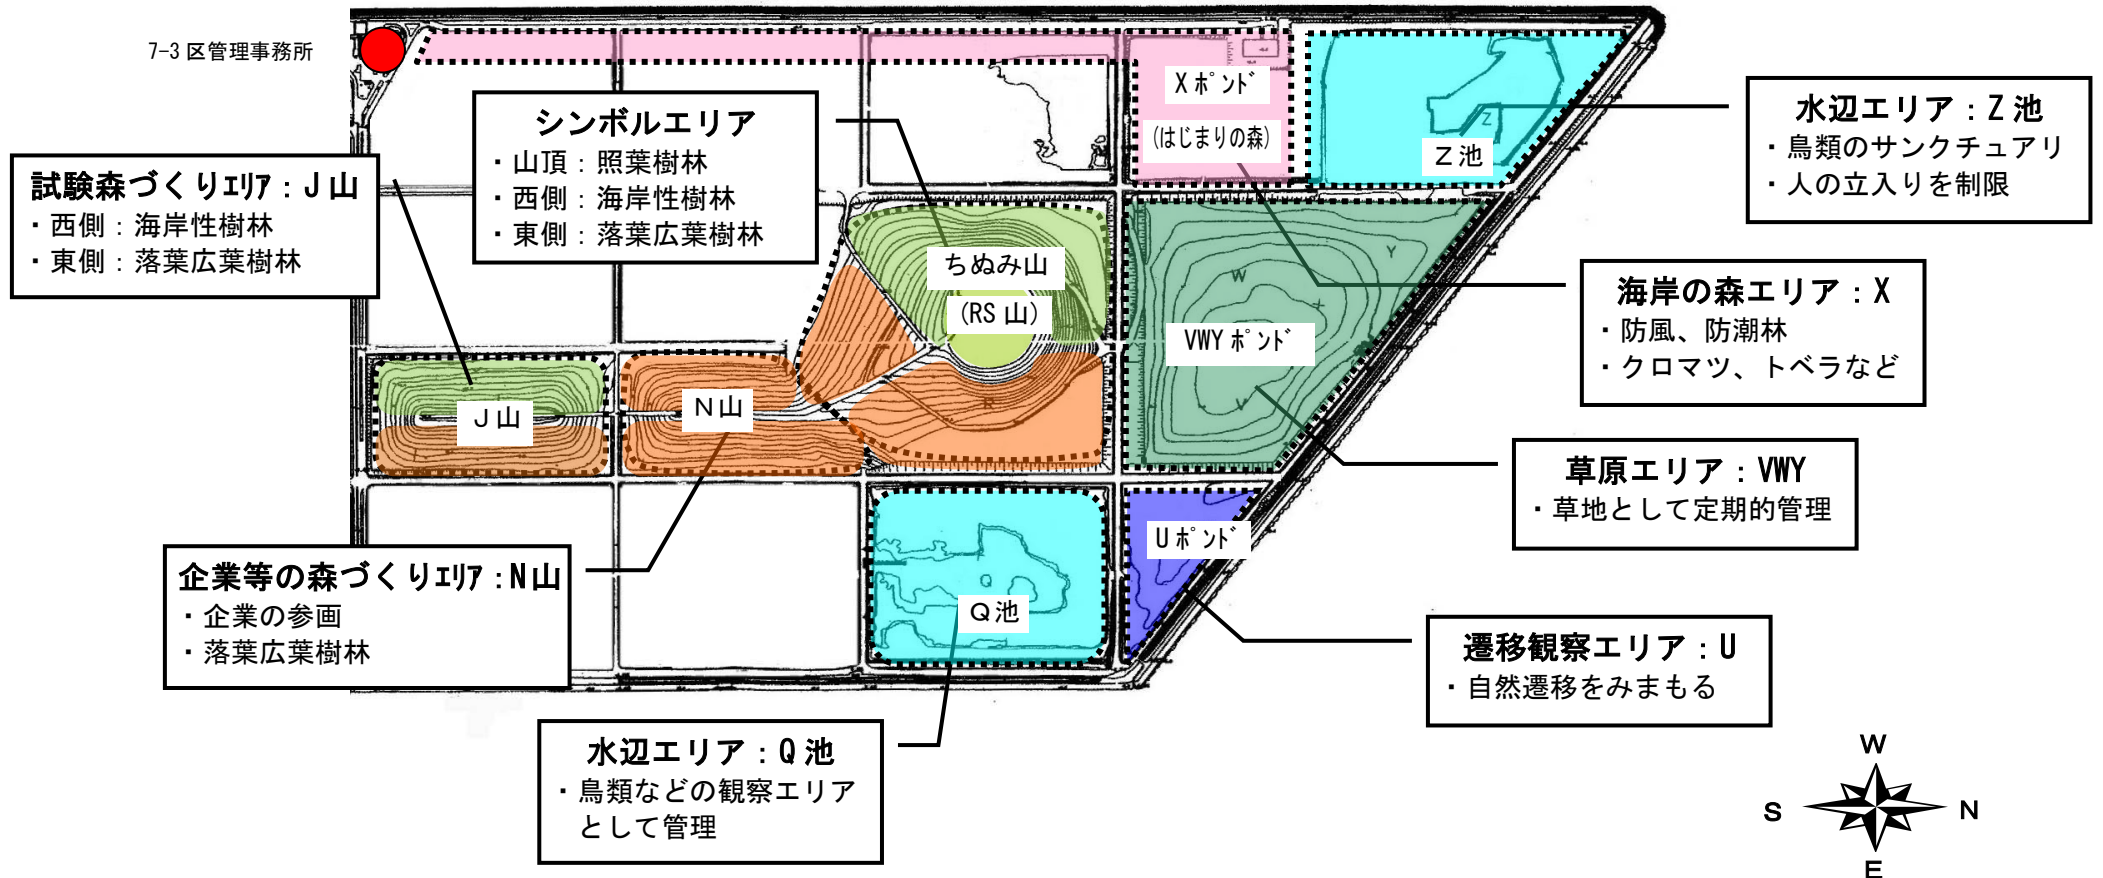 7-3 区管理事務所
試験森づくりエリア：J 山
・西側：海岸性樹林
・東側：落葉広葉樹林
シンボルエリア
・山頂：照葉樹林
・西側：海岸性樹林
・東側：落葉広葉樹林
Xポンド
(はじまりの森)
Z
Z池
水辺エリア：Z 池
・鳥類のサンクチュアリ
・人の立入りを制限
ちぬみ山
(RS 山)
R
W
Y
V
VWY ポンド
海岸の森エリア：X
・防風、防潮林
・クロマツ、トベラなど
J山
N山
草原エリア：VWY
・草地として定期的管理
企業等の森づくりエリア：N山
・企業の参画
・落葉広葉樹林
Q
Q池
Uポンド
遷移観察エリア：U
・自然遷移をみまもる
水辺エリア：Q 池
・鳥類などの観察エリア
として管理
W
S
N
E